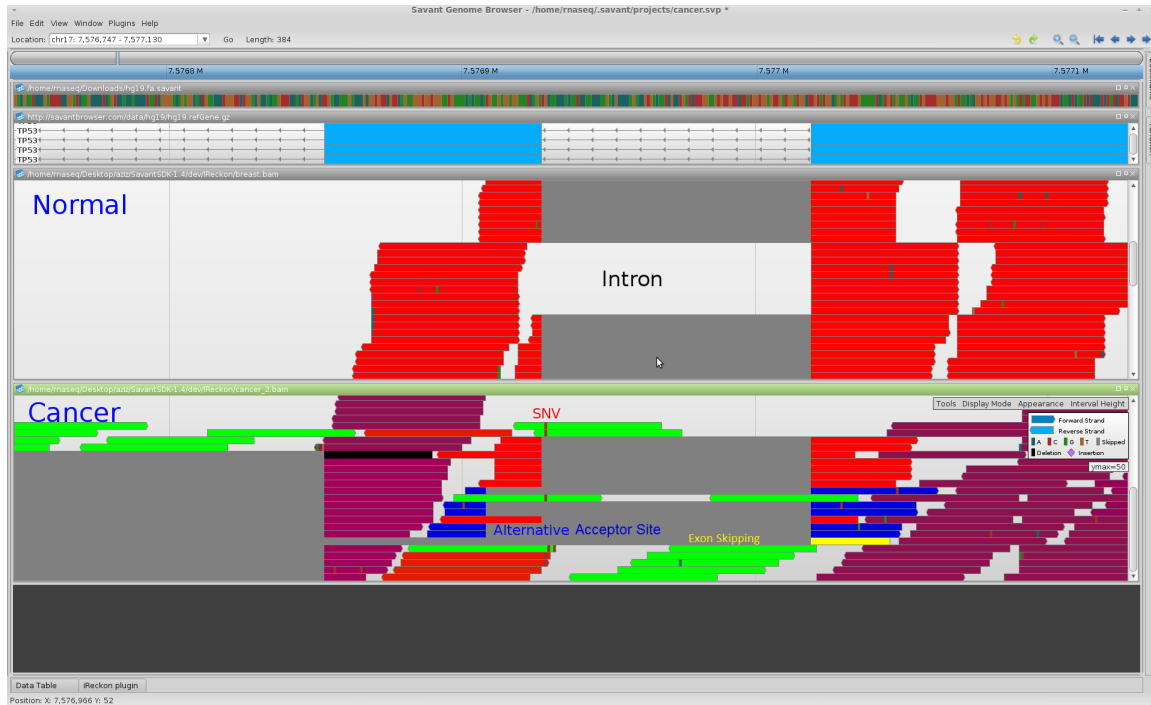 Savant Genome Browser - /home/rnaseq/.savant/projects/cancer.svp *
File Edit View Window Plugins Help
Location: chr17: 7,576,747 - 7,577,130 Go Length: 384
7.5768 M 7.5769 M 7.577 M 7.5771 M
/home/rnaseq/Downloads/hg19.fa.savant
http://savantbrowser.com/data/hg19/hg19.refGene.gz
TP53
TP53
TP53
TP53
/home/rnaseq/Desktop/aziz/SavantSDK-1.4/dev/IReckon/breast.bam
Normal
Intron
/home/rnaseq/Desktop/aziz/SavantSDK-1.4/dev/IReckon/cancer_2.bam
Cancer
SNV
Tools Display Mode Appearance Interval Height
Forward Strand
Reverse Strand
A C G T Skipped
Deletion Insertion
ymax=50
Alternative Acceptor Site
Exon Skipping
Data Table iReckon plugin
Position: X: 7,576,966 Y: 52